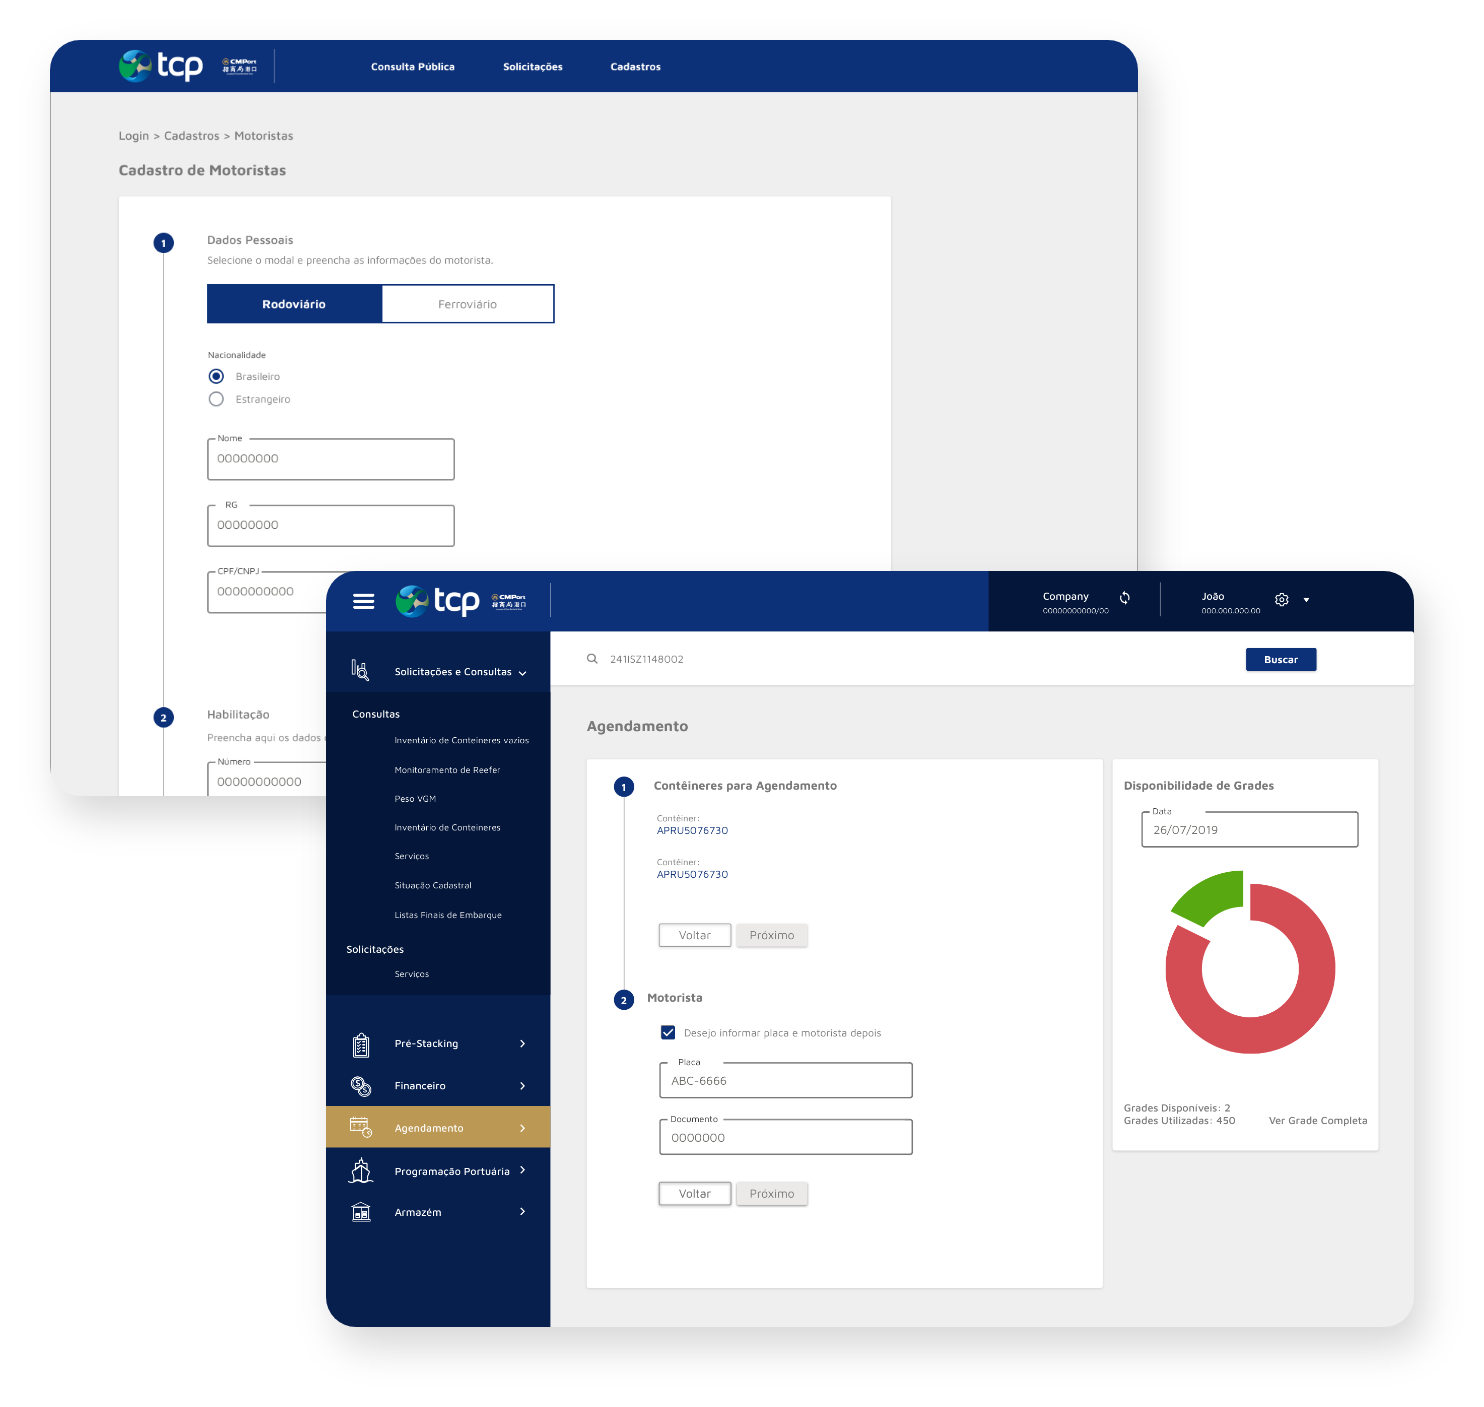 tcp
CMPort
招商局港口
Consulta Pública
Solicitações
Cadastros
Login > Cadastros > Motoristas
Cadastro de Motoristas
1
Dados Pessoais
Selecione o modal e preencha as informações do motorista.
Rodoviário
Ferroviário
Nacionalidade
Brasileiro
Estrangeiro
Nome
00000000
RG
00000000
CPF/CNPJ
0000000000
2
Habilitação
Preencha aqui os dados
Número
00000000000
tcp
CMPort
招商局港口
Company
00000000000/00
João
000.000.000.00
Solicitações e Consultas
Consultas
Inventário de Conteineres vazios
Monitoramento de Reefer
Peso VGM
Inventário de Conteineres
Serviços
Situação Cadastral
Listas Finais de Embarque
Solicitações
Serviços
Pré-Stacking
Financeiro
Agendamento
Programação Portuária
Armazém
241ISZ1148002
Buscar
Agendamento
1
Contêineres para Agendamento
Contêiner:
APRU5076730
Contêiner:
APRU5076730
Voltar
Próximo
2
Motorista
Desejo informar placa e motorista depois
Placa
ABC-6666
Documento
0000000
Voltar
Próximo
Disponibilidade de Grades
Data
26/07/2019
Grades Disponíveis: 2
Grades Utilizadas: 450
Ver Grade Completa